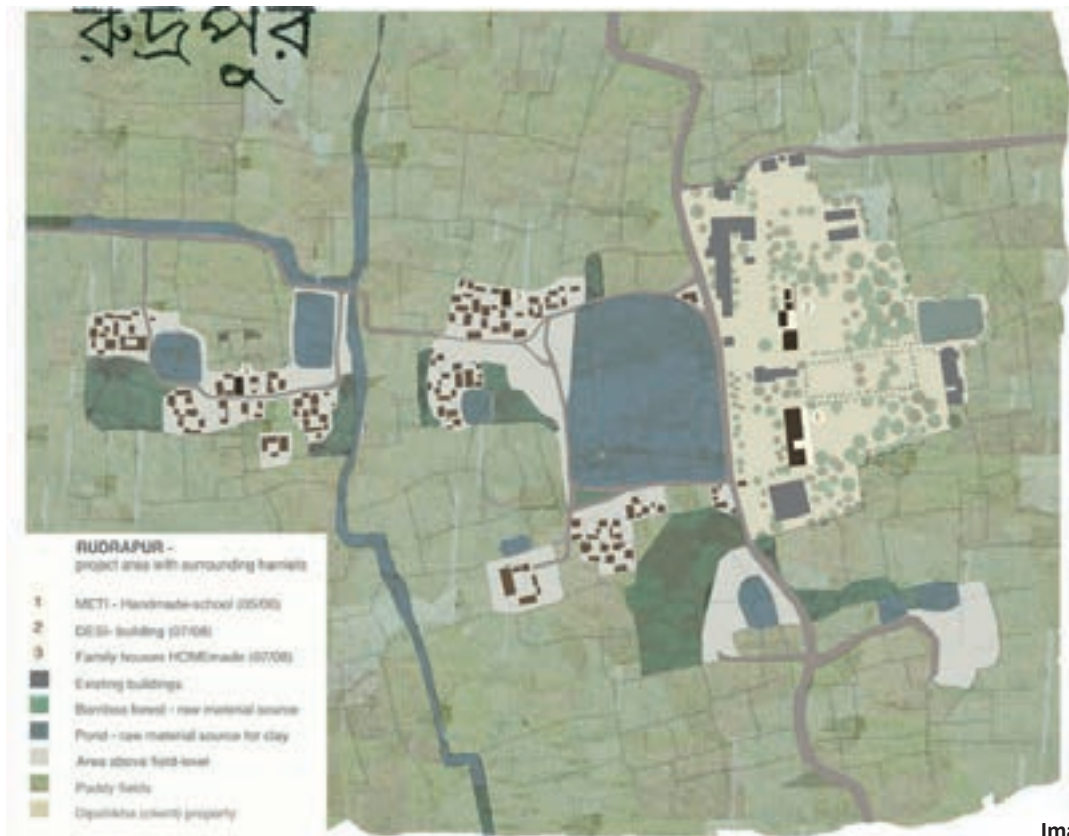 রুদ্রপুর
RUDRAPUR -
project area with surrounding hamlets
1 METI - Handmade-school (05/06)
2 DESI- building (07/08)
3 Family houses HOMEmade (07/08)
Existing buildings
Bamboo forest - raw material source
Pond - raw material source for clay
Area above field-level
Paddy fields
Dipshikha (client) property
Ima